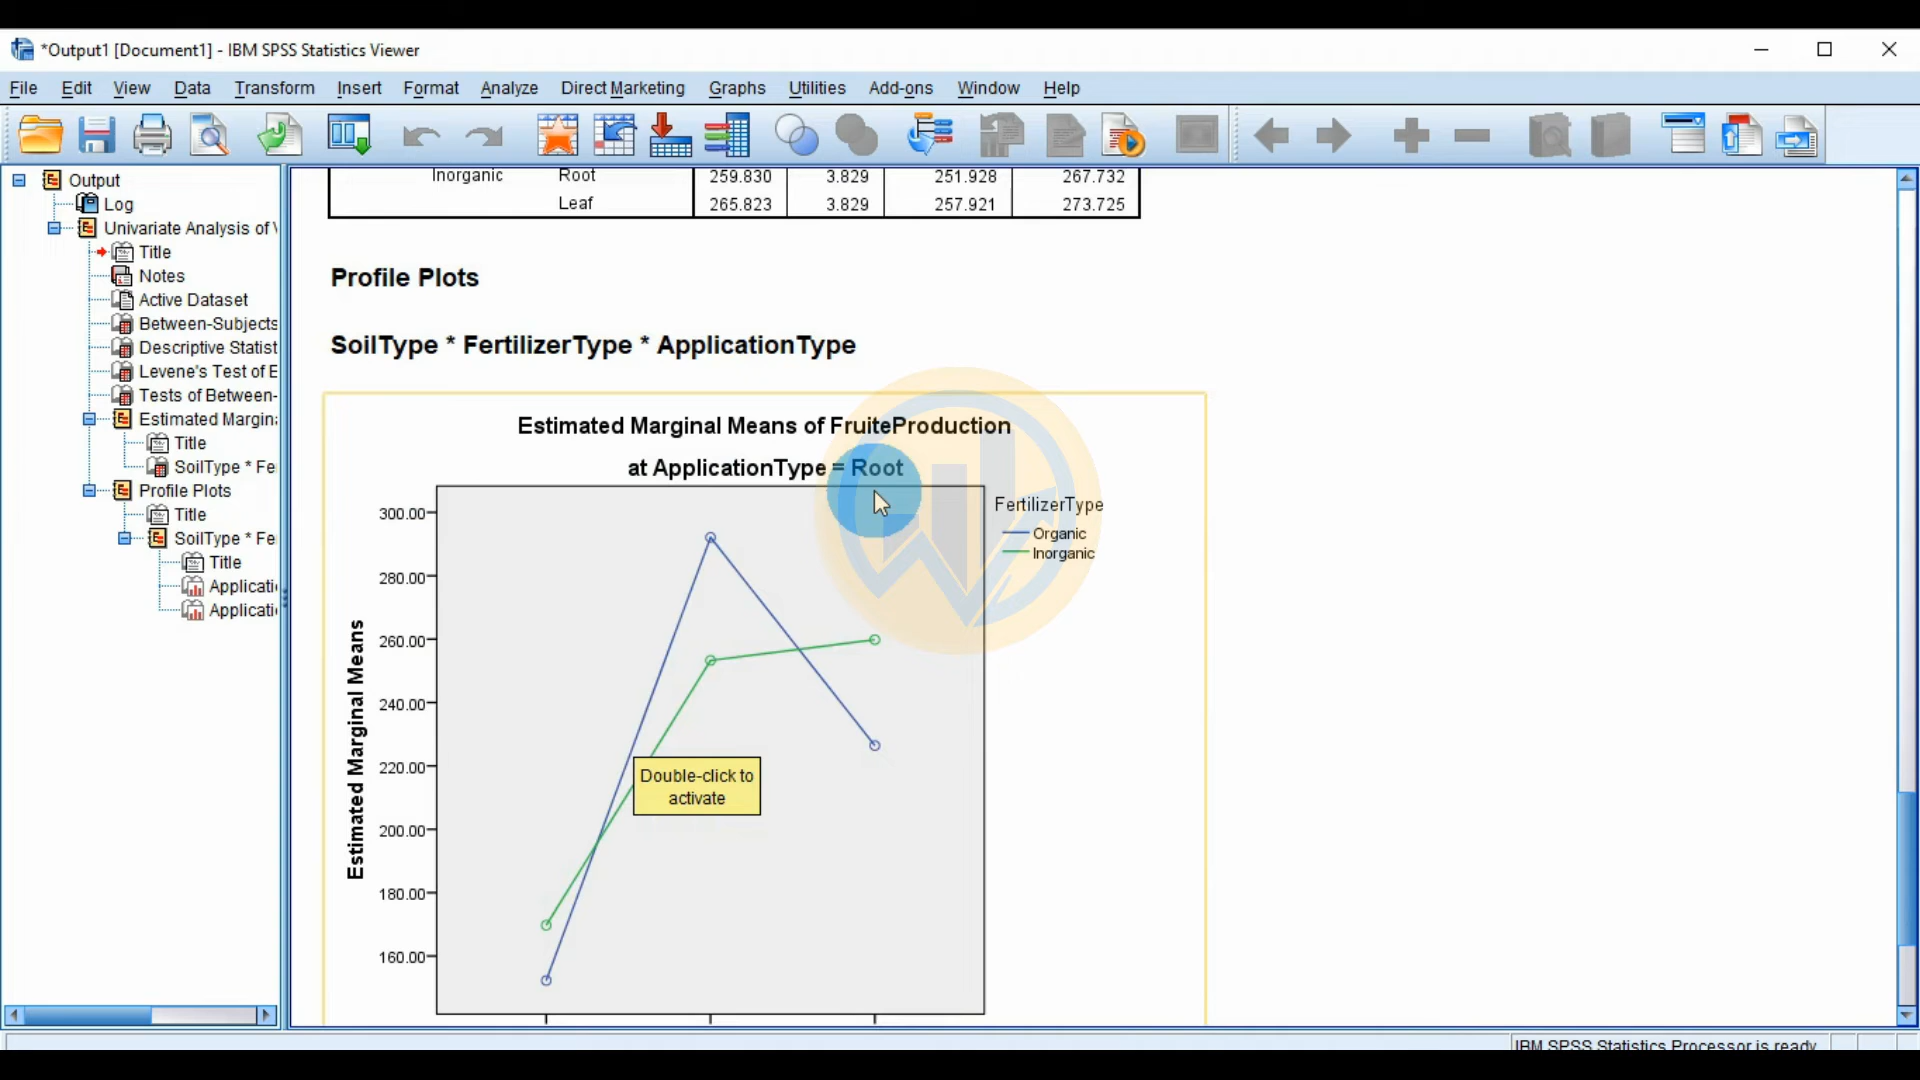 *Output1 [Document1] - IBM SPSS Statistics Viewer
File Edit View Data Transform Insert Format Analyze Direct Marketing Graphs Utilities Add-ons Window Help
Output
Log
Univariate Analysis of
Title
Notes
Active Dataset
Between-Subjects
Descriptive Statist
Levene's Test of E
Tests of Between-
Estimated Margin
Title
SoilType * Fe
Profile Plots
Title
SoilType * Fe
Title
Applicati
Applicati
Inorganic Root 259.830 3.829 251.928 267.732
Leaf 265.823 3.829 257.921 273.725
Profile Plots
SoilType * FertilizerType * ApplicationType
Estimated Marginal Means of FruiteProduction
at ApplicationType = Root
FertilizerType
Organic
Inorganic
Estimated Marginal Means
300.00
280.00
260.00
240.00
220.00
200.00
180.00
160.00
Double-click to
activate
IBM SPSS Statistics Processor is ready